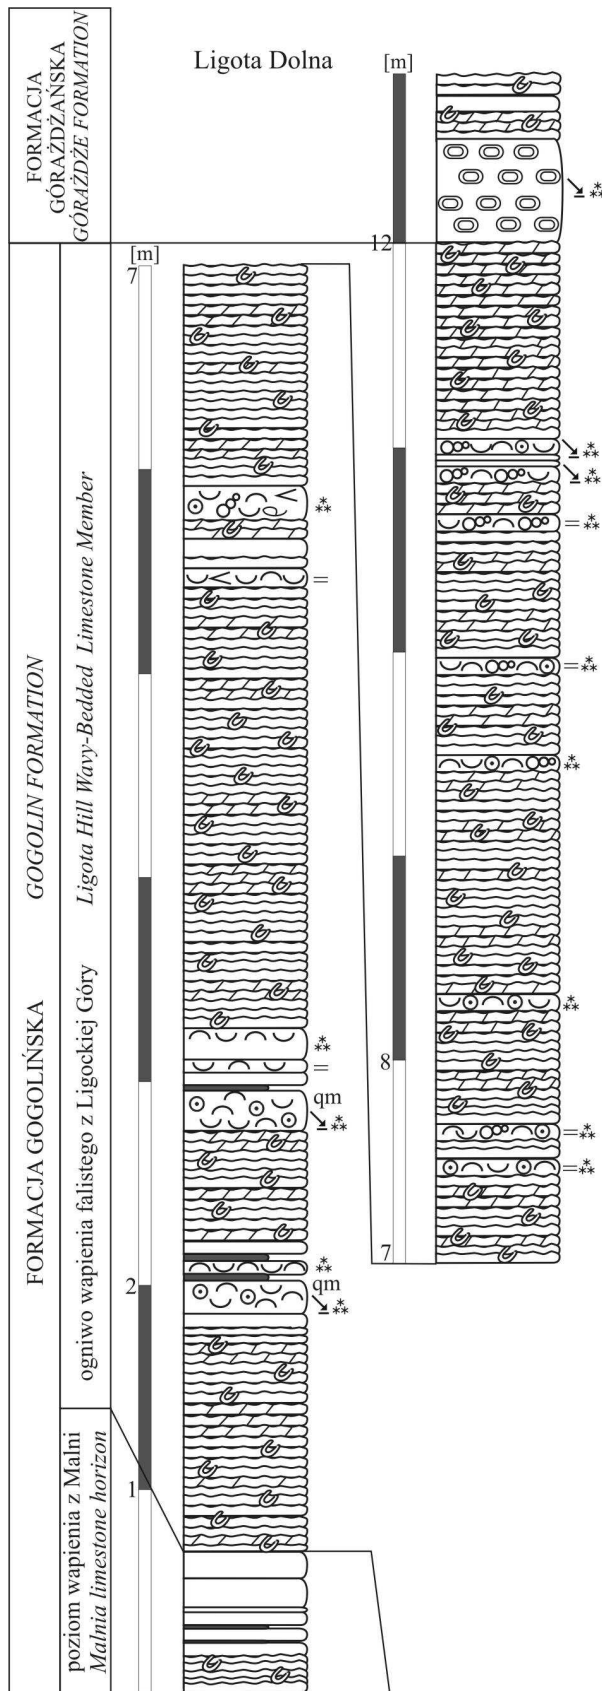 Ligota Dolna
FORMACJA
GÓRAŻDŻAŃSKA
GÓRAŻDŻE FORMATION
[m]
12
8
7
[m]
7
2
1
qm
qm
FORMACJA GOGOLIŃSKA GOGOLIN FORMATION
ogniwo wapienia falistego z Ligockiej Góry Ligota Hill Wavy-Bedded Limestone Member
poziom wapienia z Malni
Malnia limestone horizon